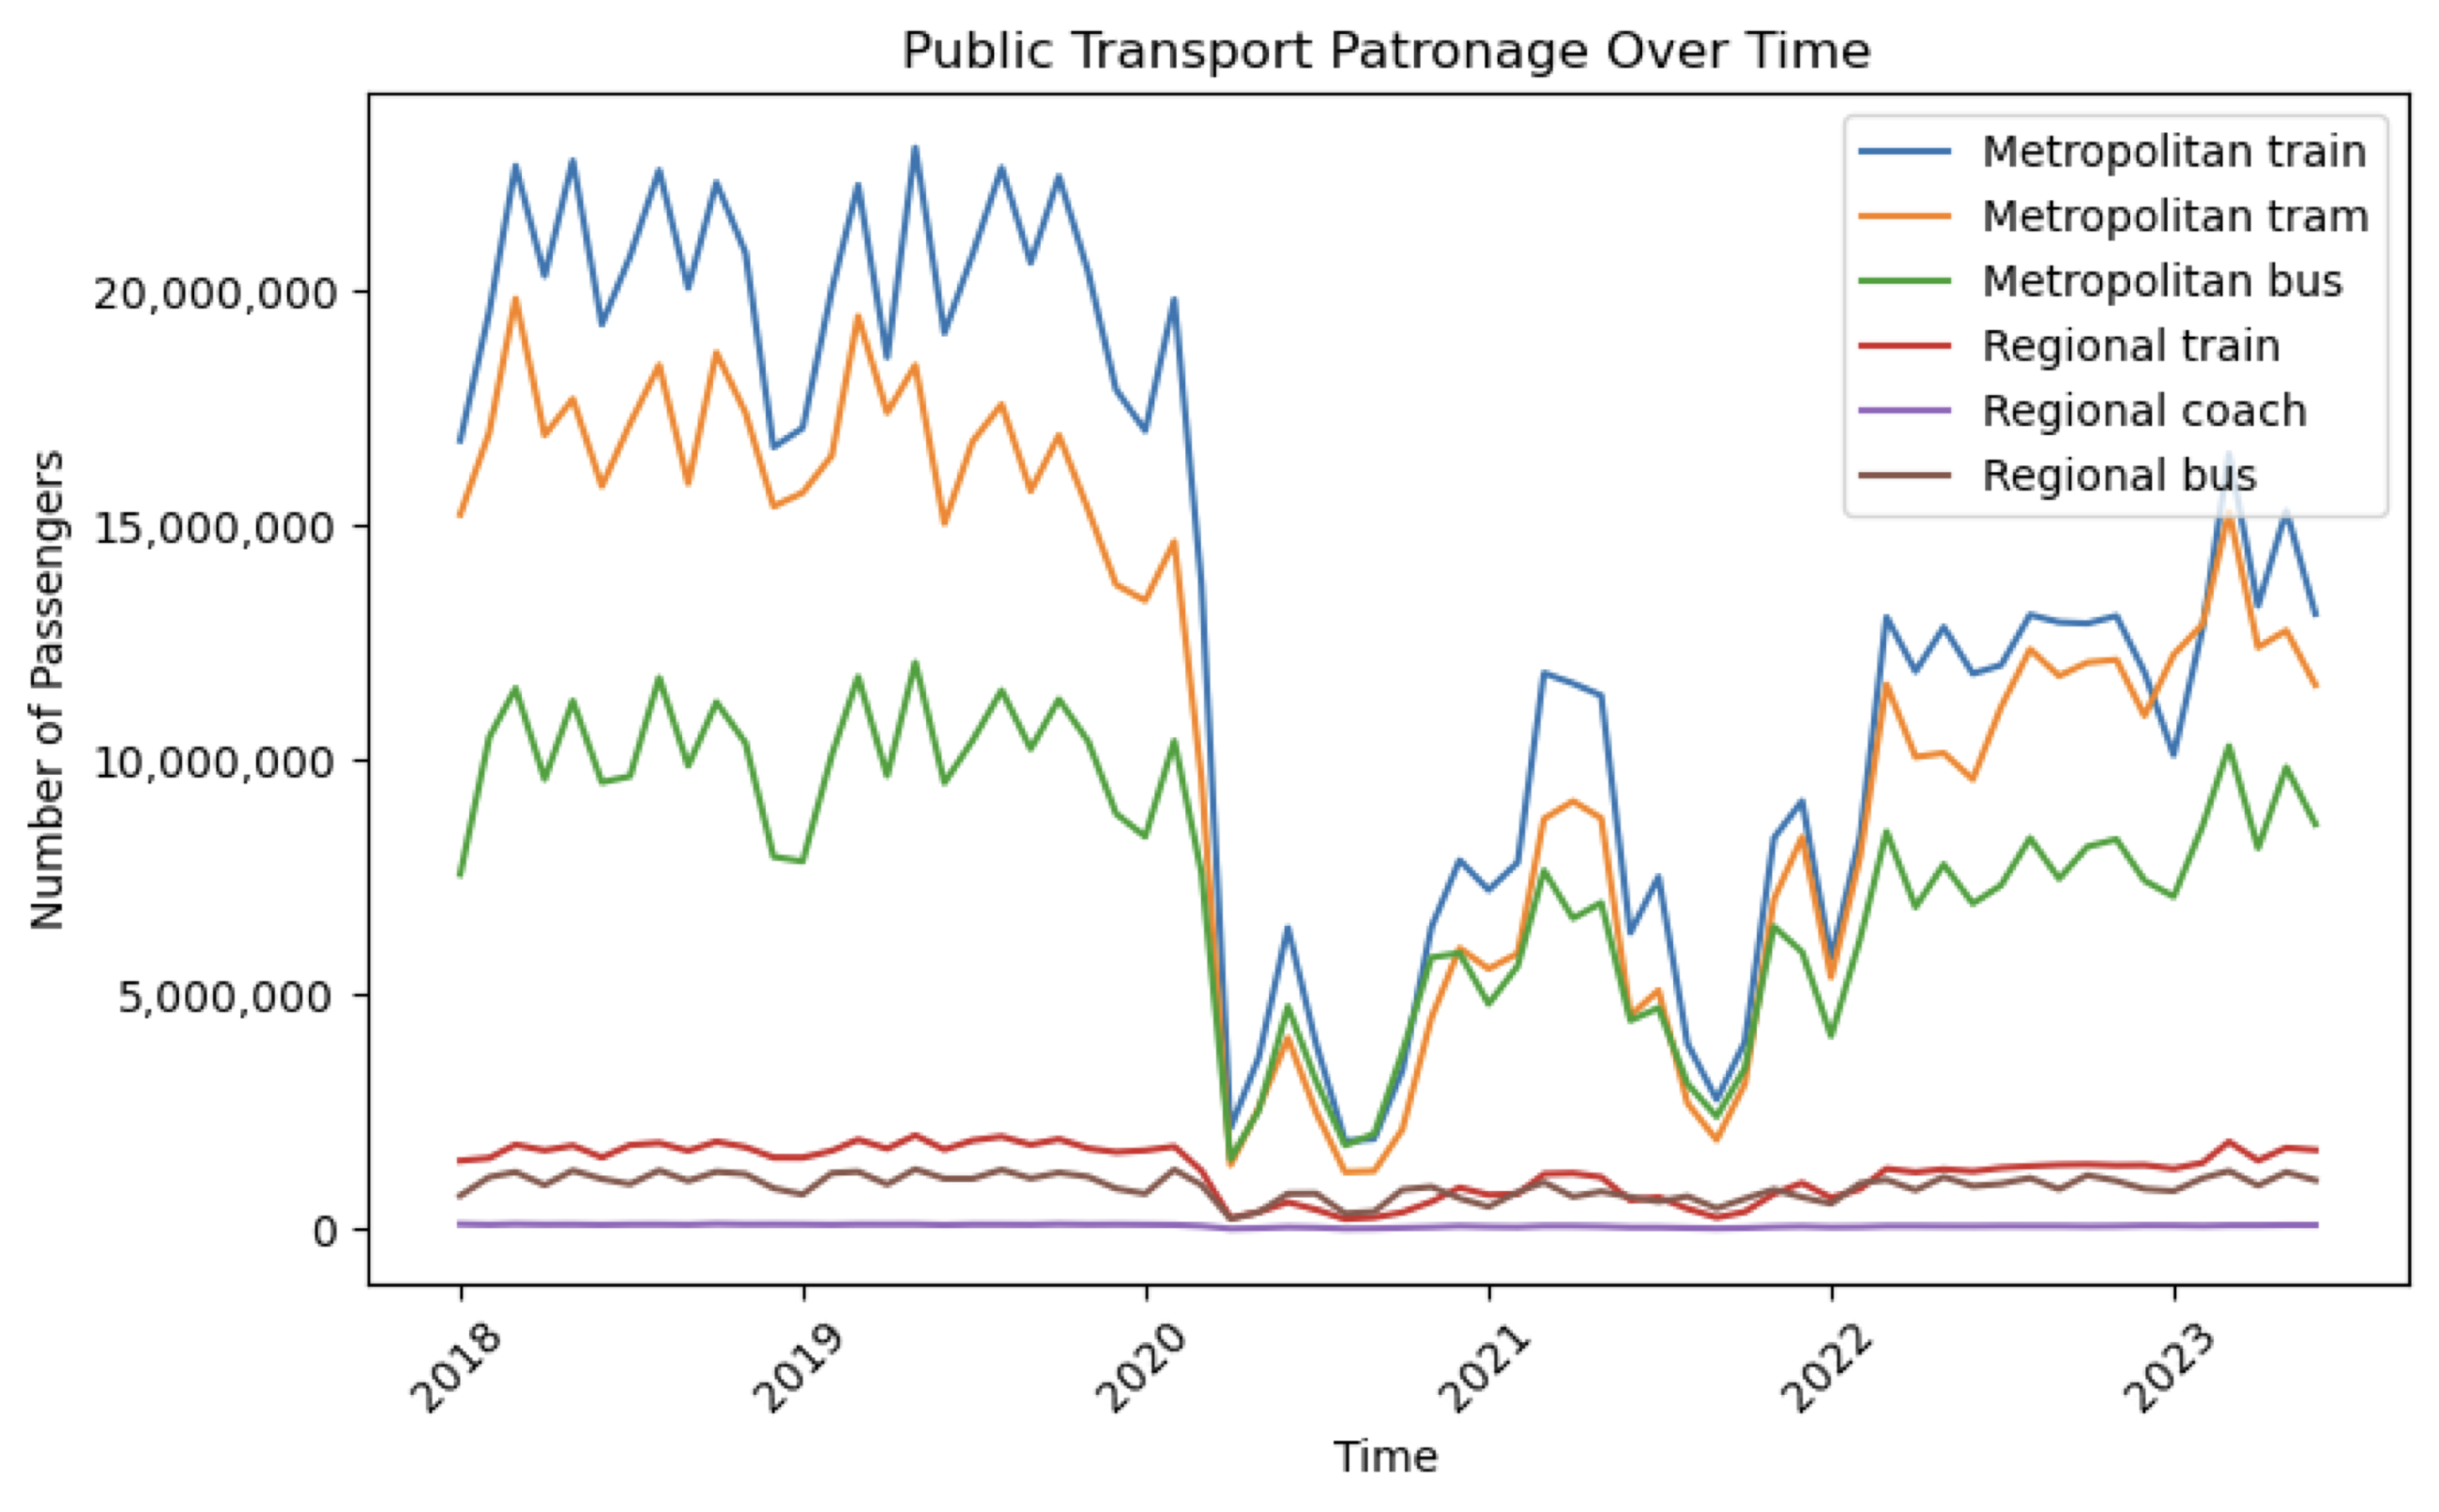 Public Transport Patronage Over Time
Metropolitan train
Metropolitan tram
Metropolitan bus
Regional train
Regional coach
Regional bus
Number of Passengers
20,000,000
15,000,000
10,000,000
5,000,000
0
2018
2019
2020
2021
2022
2023
Time